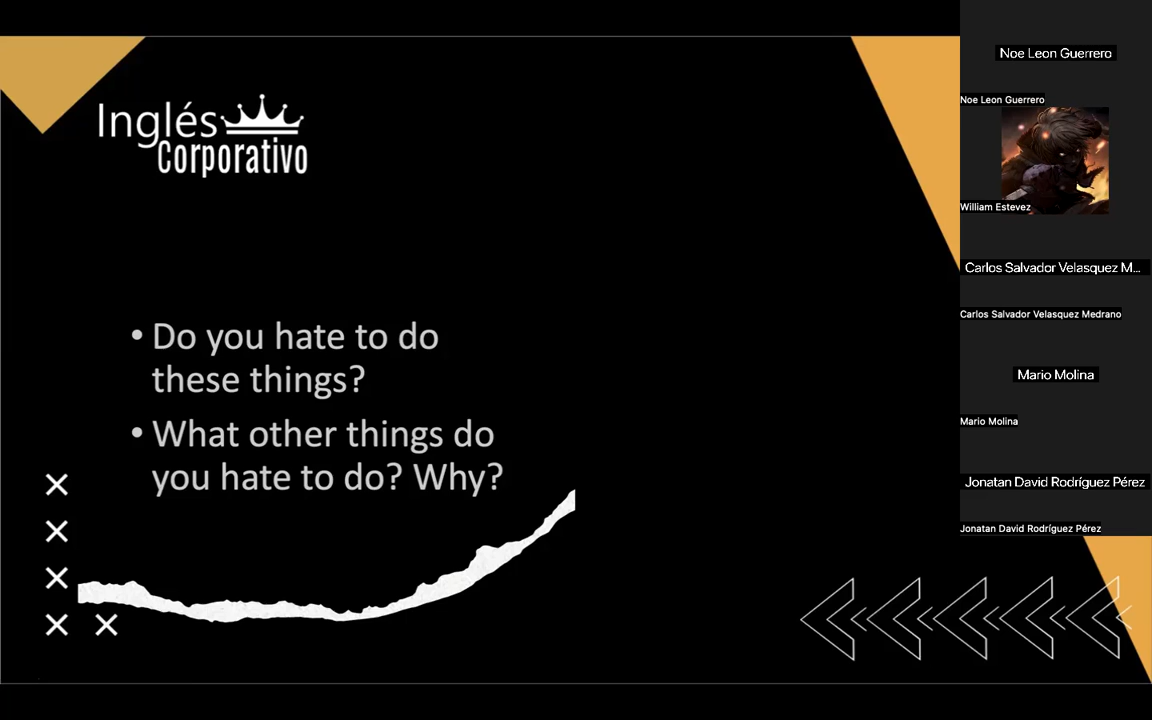 Inglés
Corporativo
• Do you hate to do
these things?
• What other things do
you hate to do? Why?
Noe Leon Guerrero
Noe Leon Guerrero
William Estevez
Carlos Salvador Velasquez M...
Carlos Salvador Velasquez Medrano
Mario Molina
Mario Molina
Jonatan David Rodríguez Pérez
Jonatan David Rodríguez Pérez